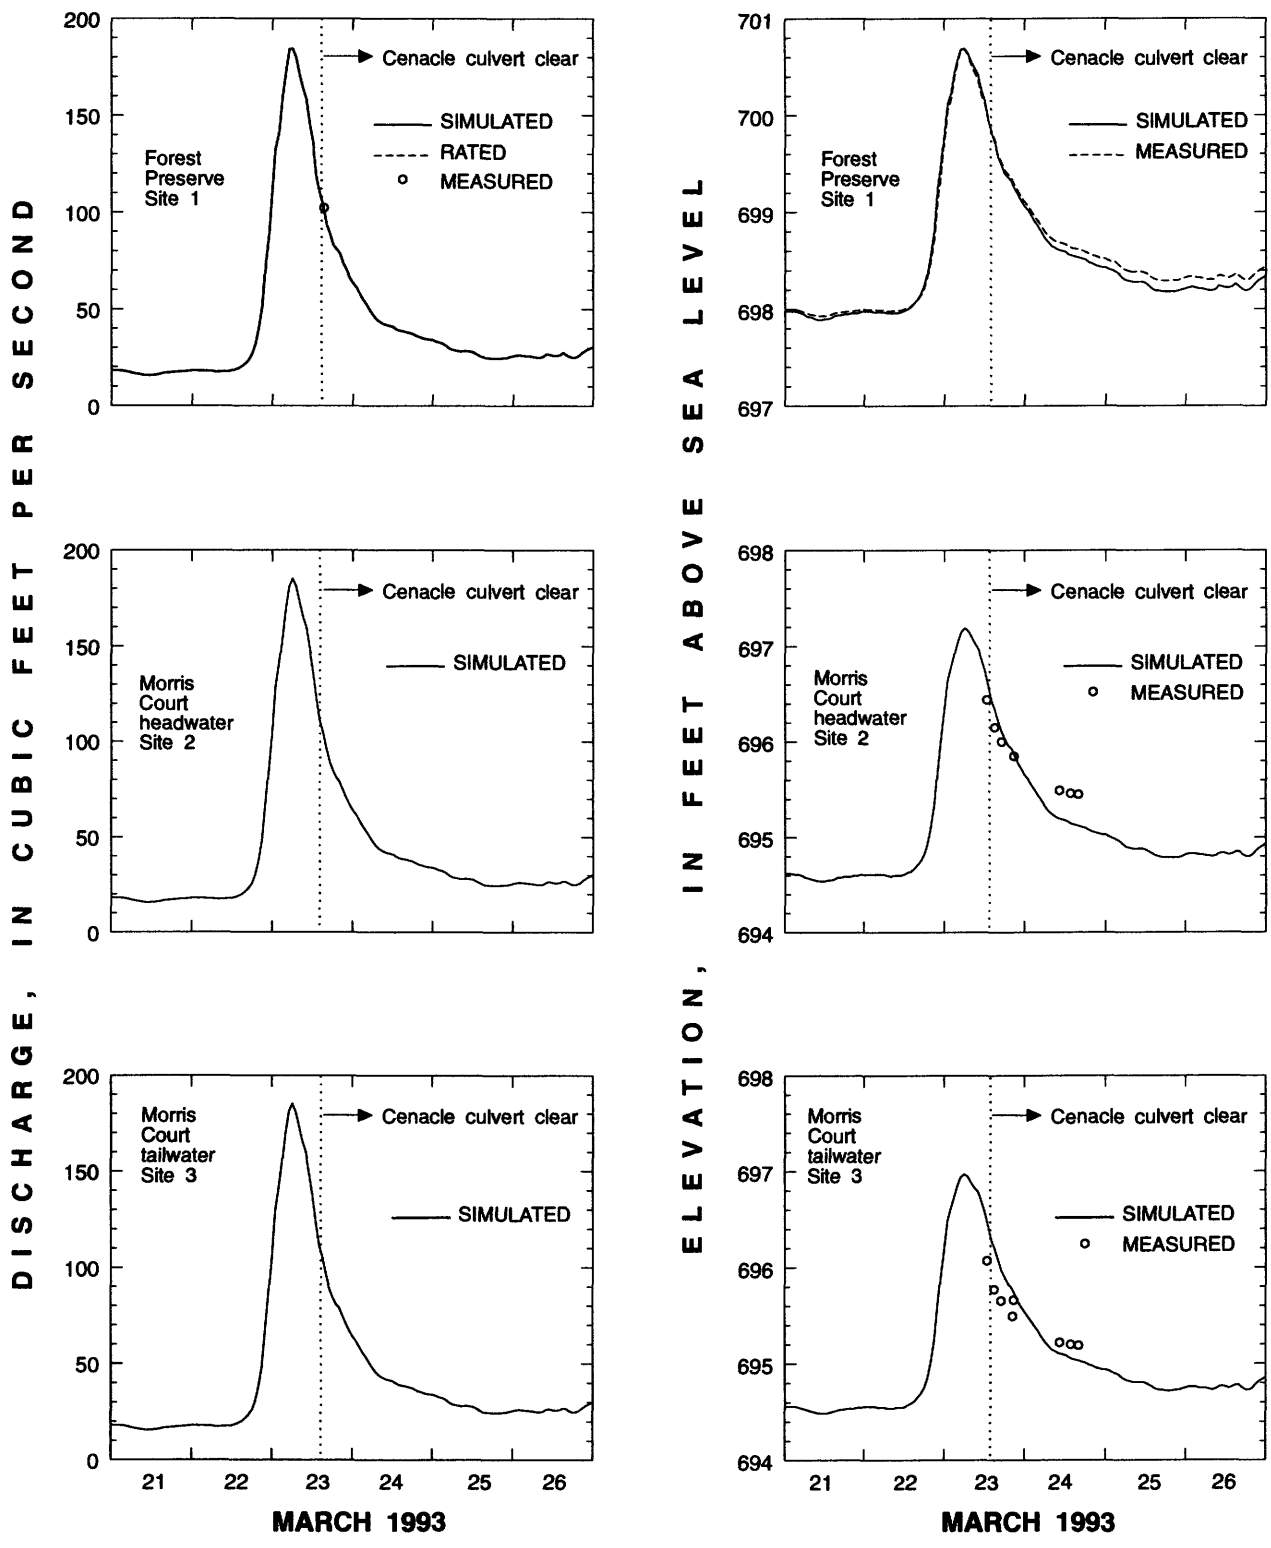 DISCHARGE, IN CUBIC FEET PER SECOND
200
150
100
50
0
Cenacle culvert clear
SIMULATED
RATED
MEASURED
Forest
Preserve
Site 1
200
150
100
50
0
Cenacle culvert clear
SIMULATED
Morris
Court
headwater
Site 2
200
150
100
50
0
Cenacle culvert clear
SIMULATED
Morris
Court
tailwater
Site 3
21 22 23 24 25 26
MARCH 1993
ELEVATION, IN FEET ABOVE SEA LEVEL
701
700
699
698
697
Cenacle culvert clear
SIMULATED
MEASURED
Forest
Preserve
Site 1
698
697
696
695
694
Cenacle culvert clear
SIMULATED
MEASURED
Morris
Court
headwater
Site 2
698
697
696
695
694
Cenacle culvert clear
SIMULATED
MEASURED
Morris
Court
tailwater
Site 3
21 22 23 24 25 26
MARCH 1993